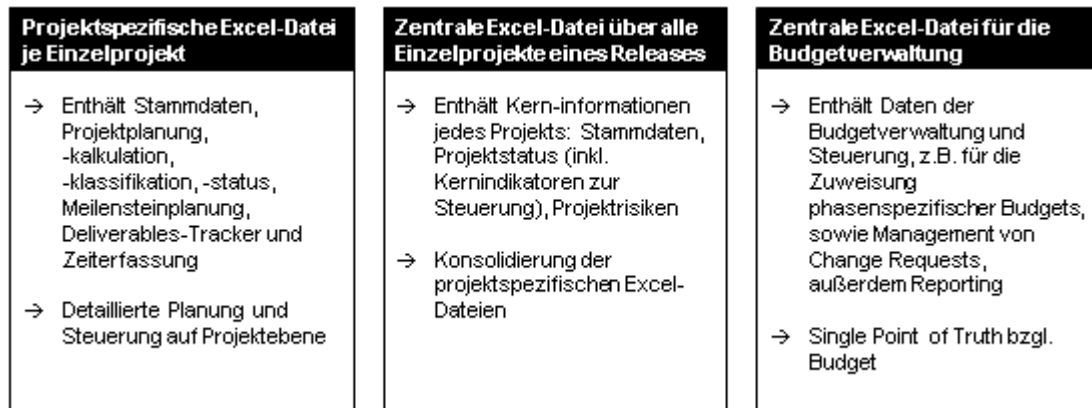 Projektspezifische Excel-Datei
je Einzelprojekt
→ Enthält Stammdaten,
Projektplanung,
-kalkulation,
-klassifikation, -status,
Meilensteinplanung,
Deliverables-Tracker und
Zeiterfassung
→ Detaillierte Planung und
Steuerung auf Projektebene
Zentrale Excel-Datei über alle
Einzelprojekte eines Releases
→ Enthält Kern-informationen
jedes Projekts: Stammdaten,
Projektstatus (inkl.
Kernindikatoren zur
Steuerung), Projektrisiken
→ Konsolidierung der
projektspezifischen Excel-
Dateien
Zentrale Excel-Datei für die
Budgetverwaltung
→ Enthält Daten der
Budgetverwaltung und
Steuerung, z.B. für die
Zuweisung
phasenspezifischer Budgets,
sowie Management von
Change Requests,
außerdem Reporting
→ Single Point of Truth bzgl.
Budget